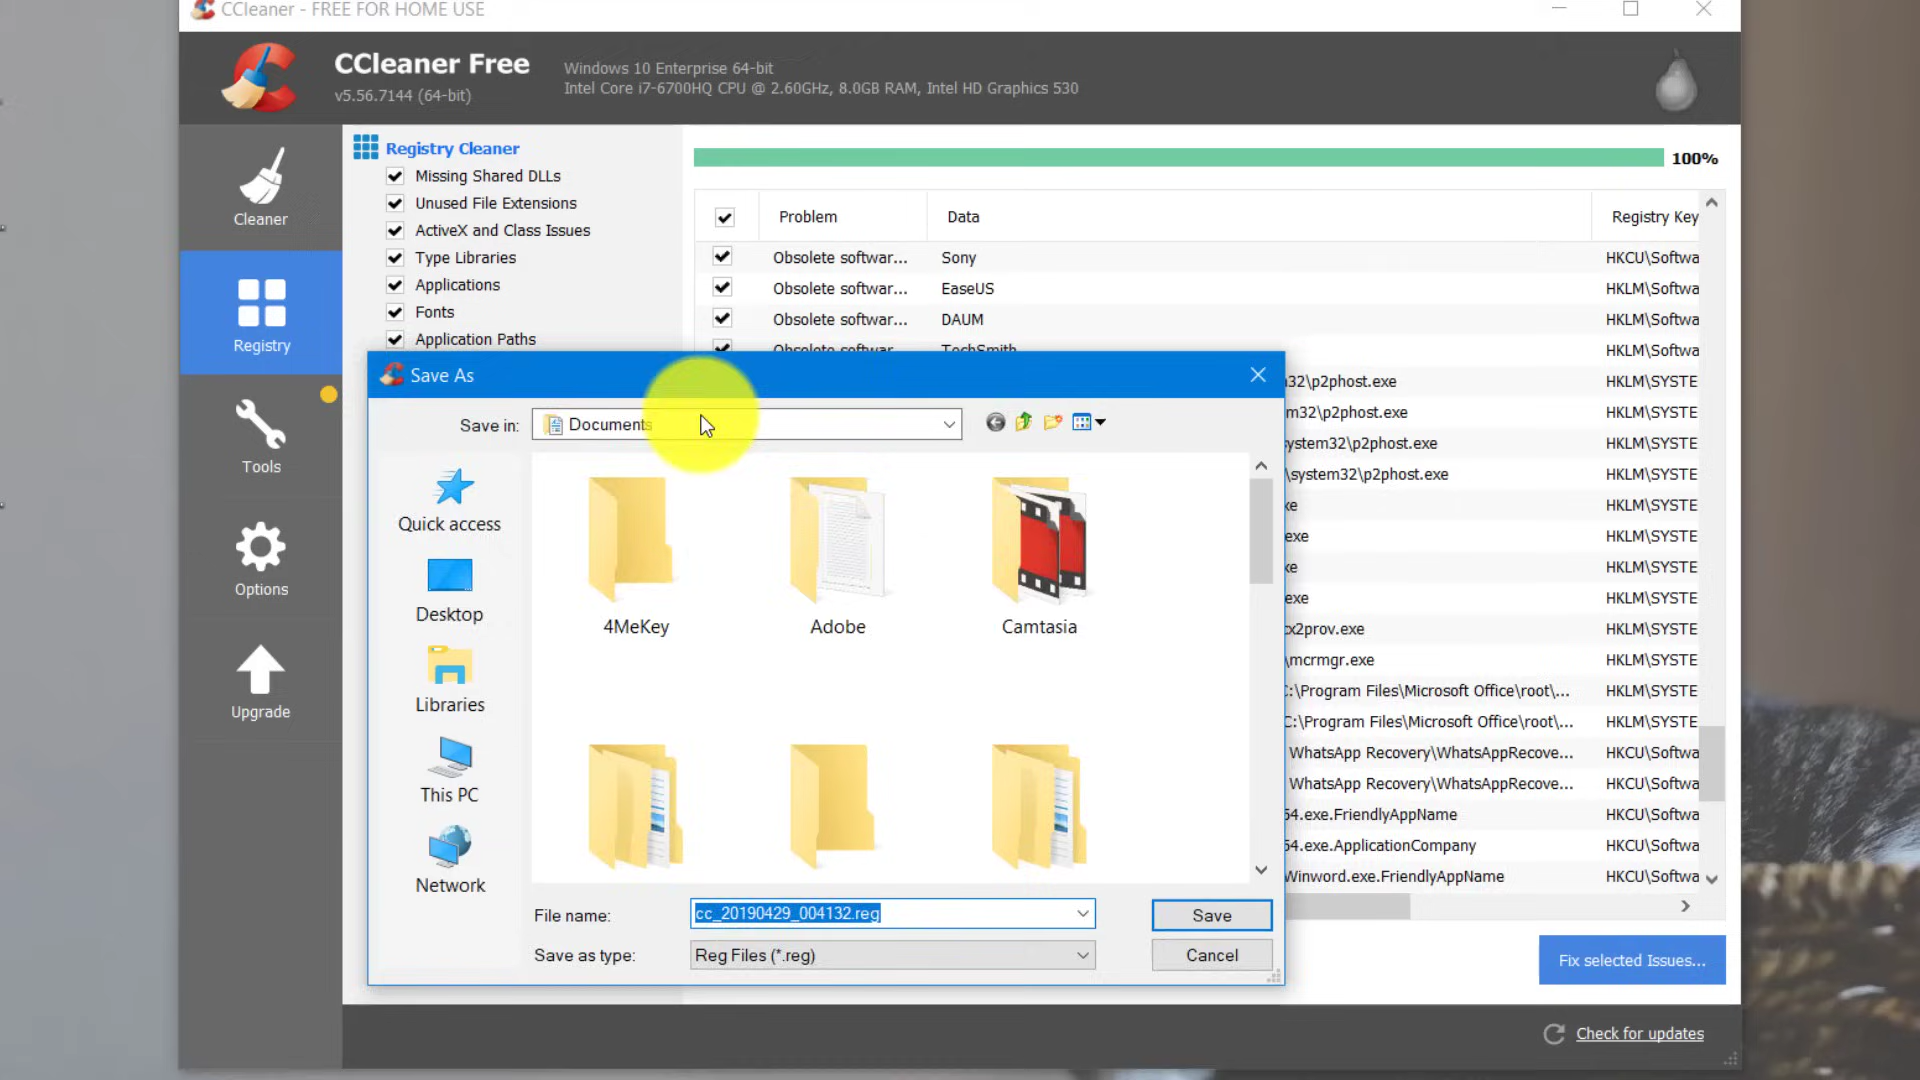 CCleaner - FREE FOR HOME USE
CCleaner Free
v5.56.7144 (64-bit)
Windows 10 Enterprise 64-bit
Intel Core i7-6700HQ CPU @ 2.60GHz, 8.0GB RAM, Intel HD Graphics 530
Cleaner
Registry
Tools
Options
Upgrade
Registry Cleaner
Missing Shared DLLs
Unused File Extensions
ActiveX and Class Issues
Type Libraries
Applications
Fonts
Application Paths
100%
Problem Data Registry Key
Obsolete softwar... Sony HKCU\Softwa
Obsolete softwar... EaseUS HKLM\Softwa
Obsolete softwar... DAUM HKLM\Softwa
Obsolete softwar... TechSmith HKLM\Softwa
32\p2phost.exe HKLM\SYSTE
m32\p2phost.exe HKLM\SYSTE
ystem32\p2phost.exe HKLM\SYSTE
\system32\p2phost.exe HKLM\SYSTE
xe HKLM\SYSTE
exe HKLM\SYSTE
xe HKLM\SYSTE
exe HKLM\SYSTE
x2prov.exe HKLM\SYSTE
\mcrmgr.exe HKLM\SYSTE
:\Program Files\Microsoft Office\root\... HKLM\SYSTE
C:\Program Files\Microsoft Office\root\... HKLM\SYSTE
WhatsApp Recovery\WhatsAppRecove... HKCU\Softwa
WhatsApp Recovery\WhatsAppRecove... HKCU\Softwa
54.exe.FriendlyAppName HKCU\Softwa
54.exe.ApplicationCompany HKCU\Softwa
Winword.exe.FriendlyAppName HKCU\Softwa
Save As
Save in: Documents
Quick access
Desktop
Libraries
This PC
Network
4MeKey Adobe Camtasia
File name: cc_20190429_004132.reg
Save
Save as type: Reg Files (*.reg)
Cancel
Fix selected Issues...
Check for updates